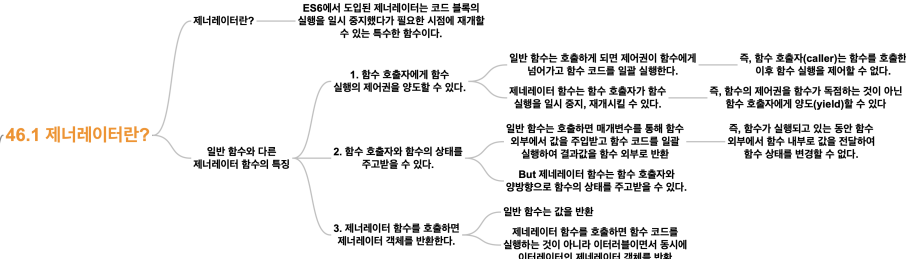 46.1 제너레이터란?
제너레이터란?
ES6에서 도입된 제너레이터는 코드 블록의
실행을 일시 중지했다가 필요한 시점에 재개할
수 있는 특수한 함수이다.
일반 함수와 다른
제너레이터 함수의 특징
1. 함수 호출자에게 함수
실행의 제어권을 양도할 수 있다.
일반 함수는 호출하게 되면 제어권이 함수에게
넘어가고 함수 코드를 일괄 실행한다.
즉, 함수 호출자(caller)는 함수를 호출한
이후 함수 실행을 제어할 수 없다.
제네레이터 함수는 함수 호출자가 함수
실행을 일시 중지, 재개시킬 수 있다.
즉, 함수의 제어권을 함수가 독점하는 것이 아닌
함수 호출자에게 양도(yield)할 수 있다
2. 함수 호출자와 함수의 상태를
주고받을 수 있다.
일반 함수는 호출하면 매개변수를 통해 함수
외부에서 값을 주입받고 함수 코드를 일괄
실행하여 결과값을 함수 외부로 반환
즉, 함수가 실행되고 있는 동안 함수
외부에서 함수 내부로 값을 전달하여
함수 상태를 변경할 수 없다.
But 제네레이터 함수는 함수 호출자와
양방향으로 함수의 상태를 주고받을 수 있다.
3. 제너레이터 함수를 호출하면
제너레이터 객체를 반환한다.
일반 함수는 값을 반환
제네레이터 함수를 호출하면 함수 코드를
실행하는 것이 아니라 이터러블이면서 동시에
이터레이터인 제네레이터 객체를 반환